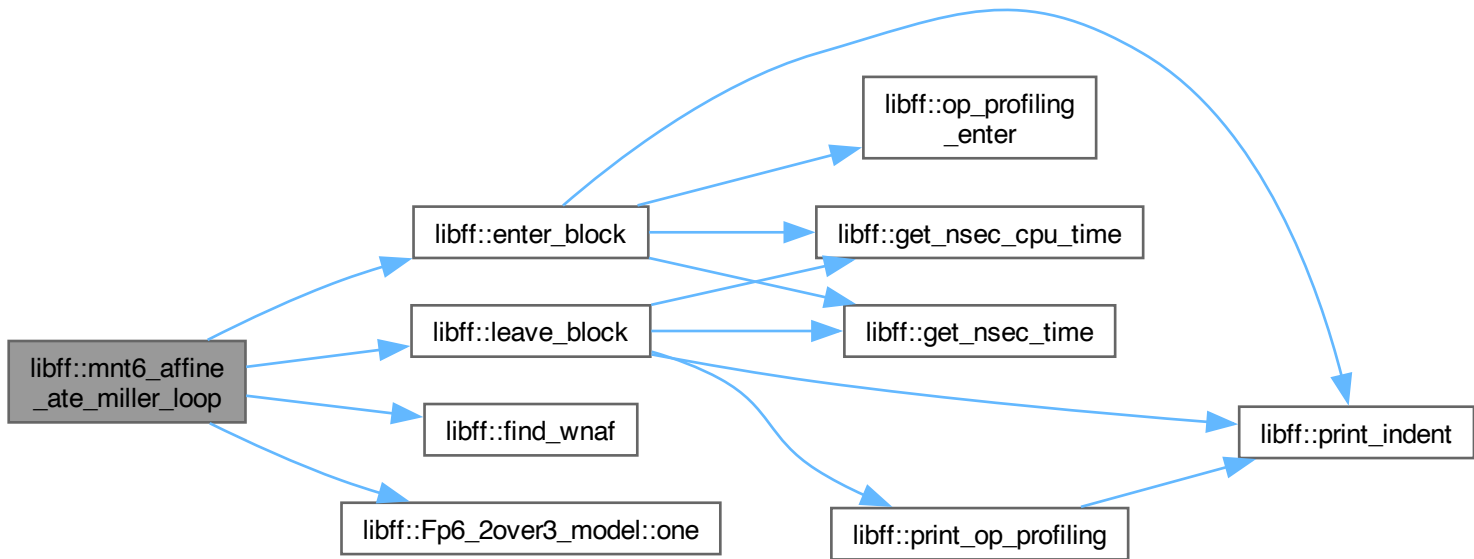 libff::mnt6_affine
_ate_miller_loop
libff::enter_block
libff::leave_block
libff::find_wnaf
libff::Fp6_2over3_model::one
libff::op_profiling
_enter
libff::get_nsec_cpu_time
libff::get_nsec_time
libff::print_op_profiling
libff::print_indent